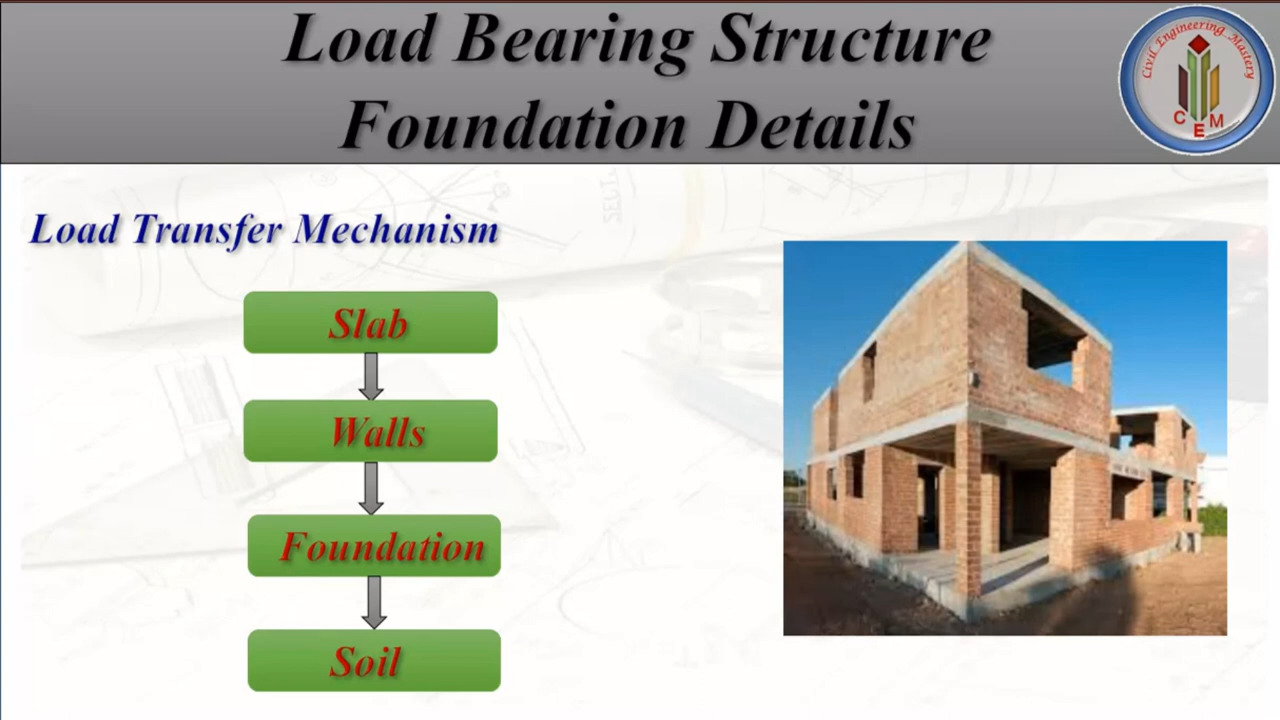 Load Bearing Structure
Foundation Details
Civil Engineering Mastery
C E M
Load Transfer Mechanism
Slab
Walls
Foundation
Soil